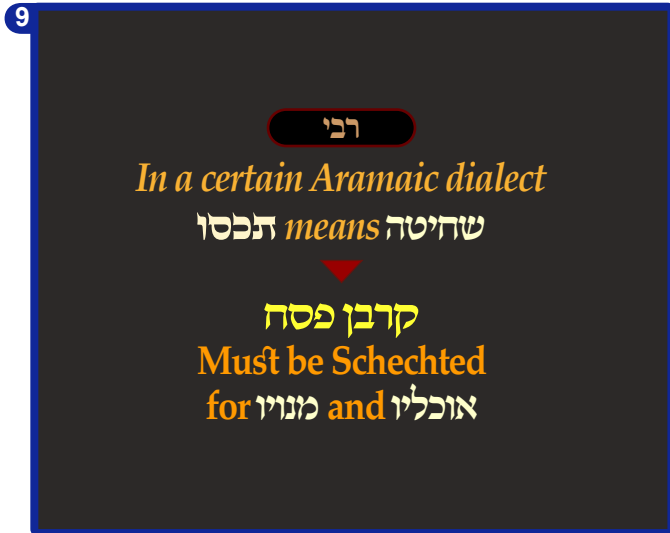 9
רבי
In a certain Aramaic dialect
תכסו means שחיטה
קרבן פסח
Must be Schechted
for מנויו and אוכליו